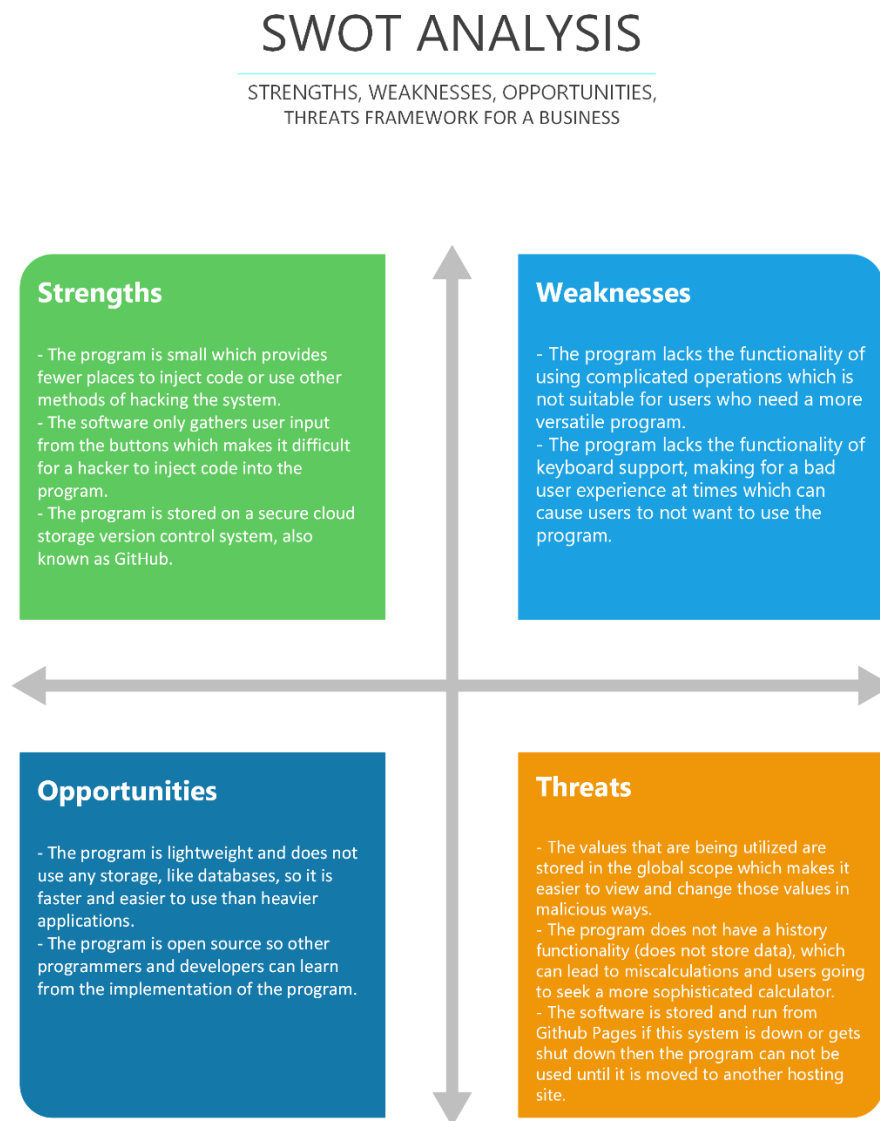 SWOT ANALYSIS
STRENGTHS, WEAKNESSES, OPPORTUNITIES,
THREATS FRAMEWORK FOR A BUSINESS
Strengths
- The program is small which provides
fewer places to inject code or use other
methods of hacking the system.
- The software only gathers user input
from the buttons which makes it difficult
for a hacker to inject code into the
program.
- The program is stored on a secure cloud
storage version control system, also
known as GitHub.
Weaknesses
- The program lacks the functionality of
using complicated operations which is
not suitable for users who need a more
versatile program.
- The program lacks the functionality of
keyboard support, making for a bad
user experience at times which can
cause users to not want to use the
program.
Opportunities
- The program is lightweight and does not
use any storage, like databases, so it is
faster and easier to use than heavier
applications.
- The program is open source so other
programmers and developers can learn
from the implementation of the program.
Threats
- The values that are being utilized are
stored in the global scope which makes it
easier to view and change those values in
malicious ways.
- The program does not have a history
functionality (does not store data), which
can lead to miscalculations and users going
to seek a more sophisticated calculator.
- The software is stored and run from
Github Pages if this system is down or gets
shut down then the program can not be
used until it is moved to another hosting
site.